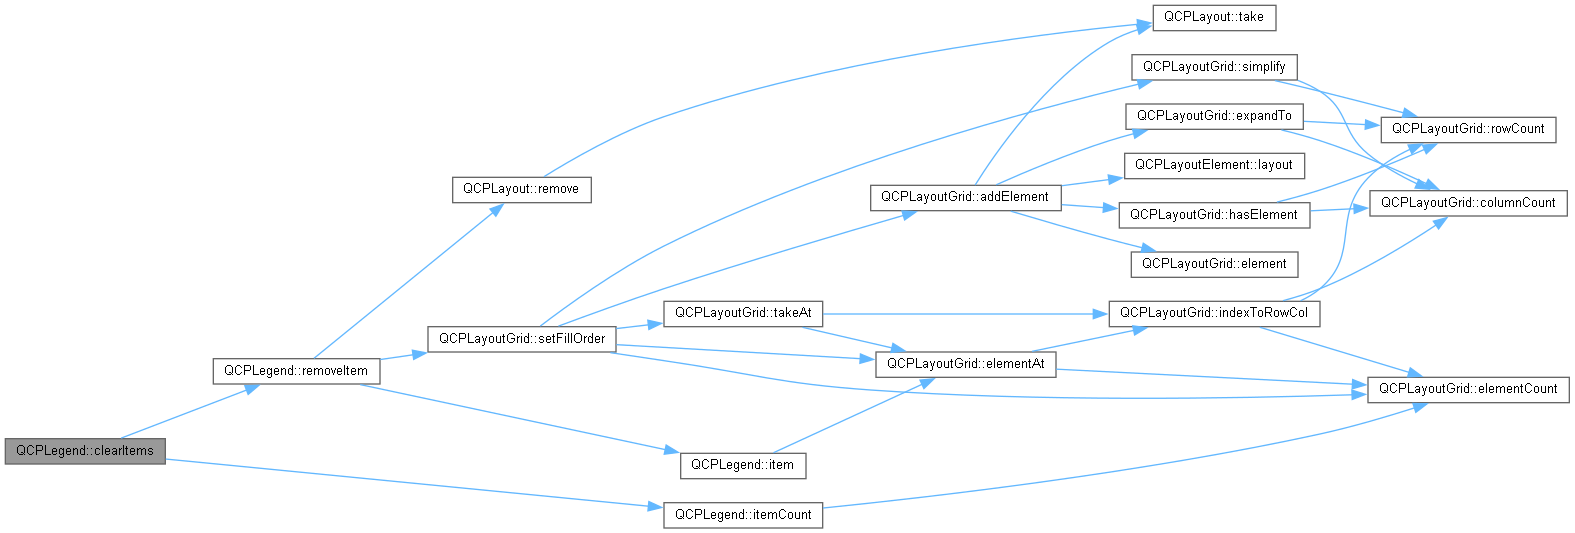 QCPLayout::take
QCPLayoutGrid::simplify
QCPLayoutGrid::expandTo
QCPLayoutGrid::rowCount
QCPLayoutElement::layout
QCPLayout::remove
QCPLayoutGrid::addElement
QCPLayoutGrid::columnCount
QCPLayoutGrid::hasElement
QCPLayoutGrid::element
QCPLayoutGrid::takeAt
QCPLayoutGrid::indexToRowCol
QCPLayoutGrid::setFillOrder
QCPLayoutGrid::elementAt
QCPLegend::removeItem
QCPLayoutGrid::elementCount
QCPLegend::clearItems
QCPLegend::item
QCPLegend::itemCount